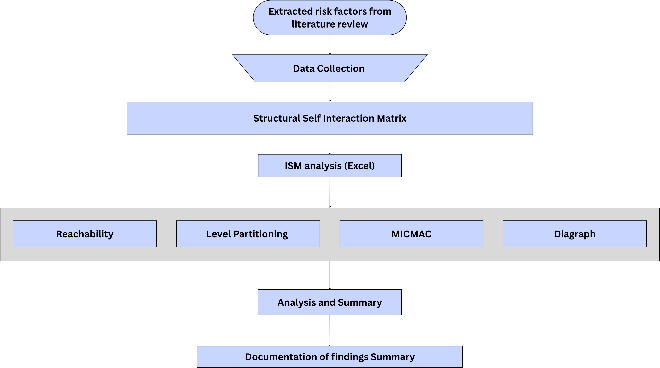 Extracted risk factors from
literature review
Data Collection
Structural Self Interaction Matrix
ISM analysis (Excel)
Reachability
Level Partitioning
MICMAC
Diagraph
Analysis and Summary
Documentation of findings Summary